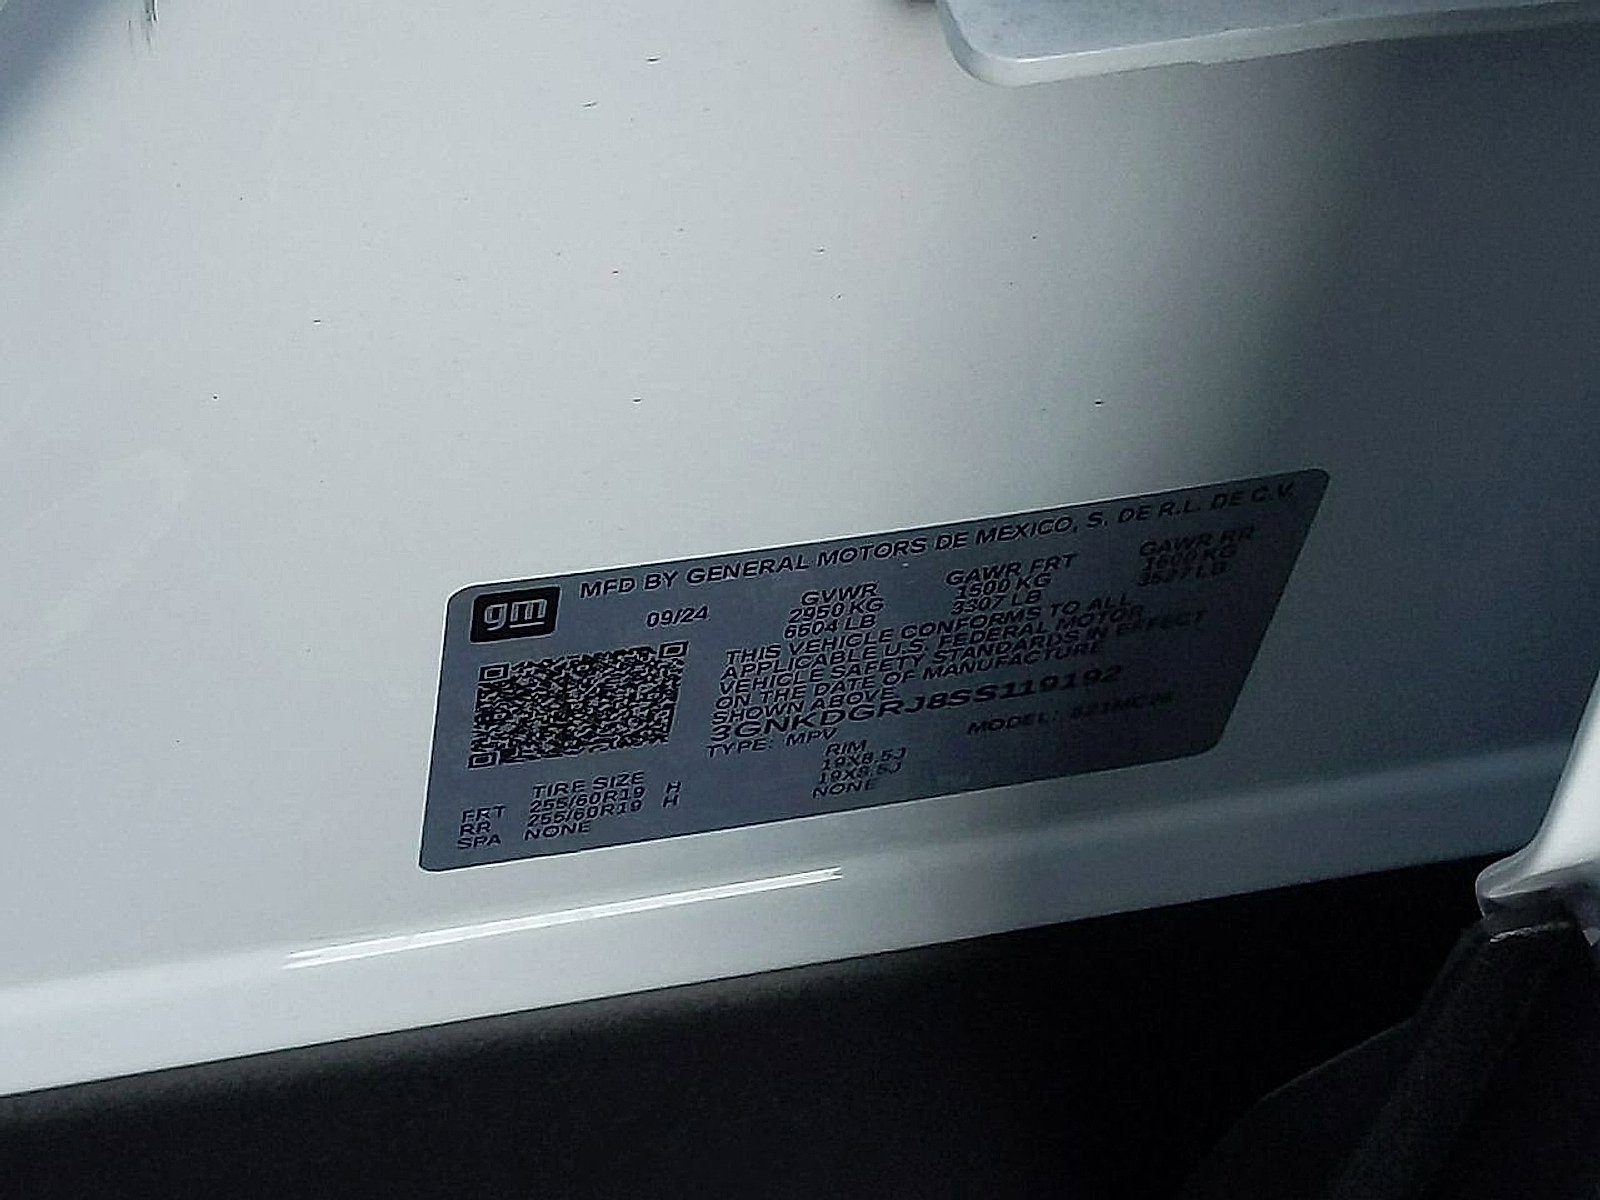 gm
MFD BY GENERAL MOTORS DE MEXICO, S. DE R.L. DE C.V.
09/24 GVWR GAWR FRT GAWR RR
2950 KG 1500 KG 1600 KG
6504 LB 3307 LB 3527 LB
THIS VEHICLE CONFORMS TO ALL
APPLICABLE U.S. FEDERAL MOTOR
VEHICLE SAFETY STANDARDS IN EFFECT
ON THE DATE OF MANUFACTURE
SHOWN ABOVE
3GNKDGRJ8SS119192
TYPE: MPV MODEL:
TIRE SIZE RIM
FRT 255/60R19 H 19X8.5J
RR 255/60R19 H 19X8.5J
SPA NONE NONE